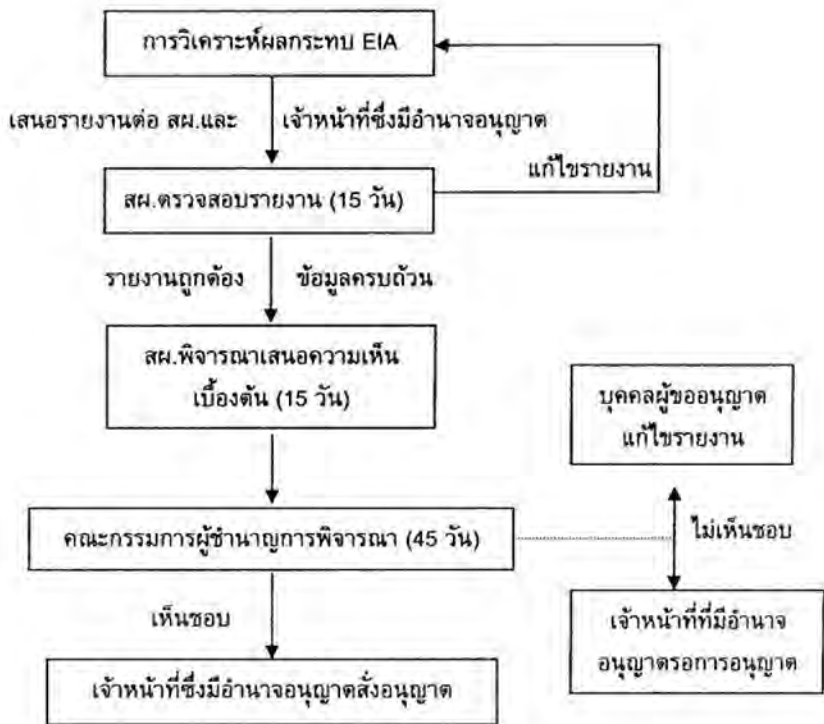 การวิเคราะห์ผลกระทบ EIA
เสนอรายงานต่อ สผ.และ เจ้าหน้าที่ซึ่งมีอำนาจอนุญาต
แก้ไขรายงาน
สผ.ตรวจสอบรายงาน (15 วัน)
รายงานถูกต้อง ข้อมูลครบถ้วน
สผ.พิจารณาเสนอความเห็น
เบื้องต้น (15 วัน)
บุคคลผู้ขออนุญาต
แก้ไขรายงาน
คณะกรรมการผู้ชำนาญการพิจารณา (45 วัน)
ไม่เห็นชอบ
เห็นชอบ
เจ้าหน้าที่ที่มีอำนาจ
อนุญาตรอการอนุญาต
เจ้าหน้าที่ซึ่งมีอำนาจอนุญาตสั่งอนุญาต